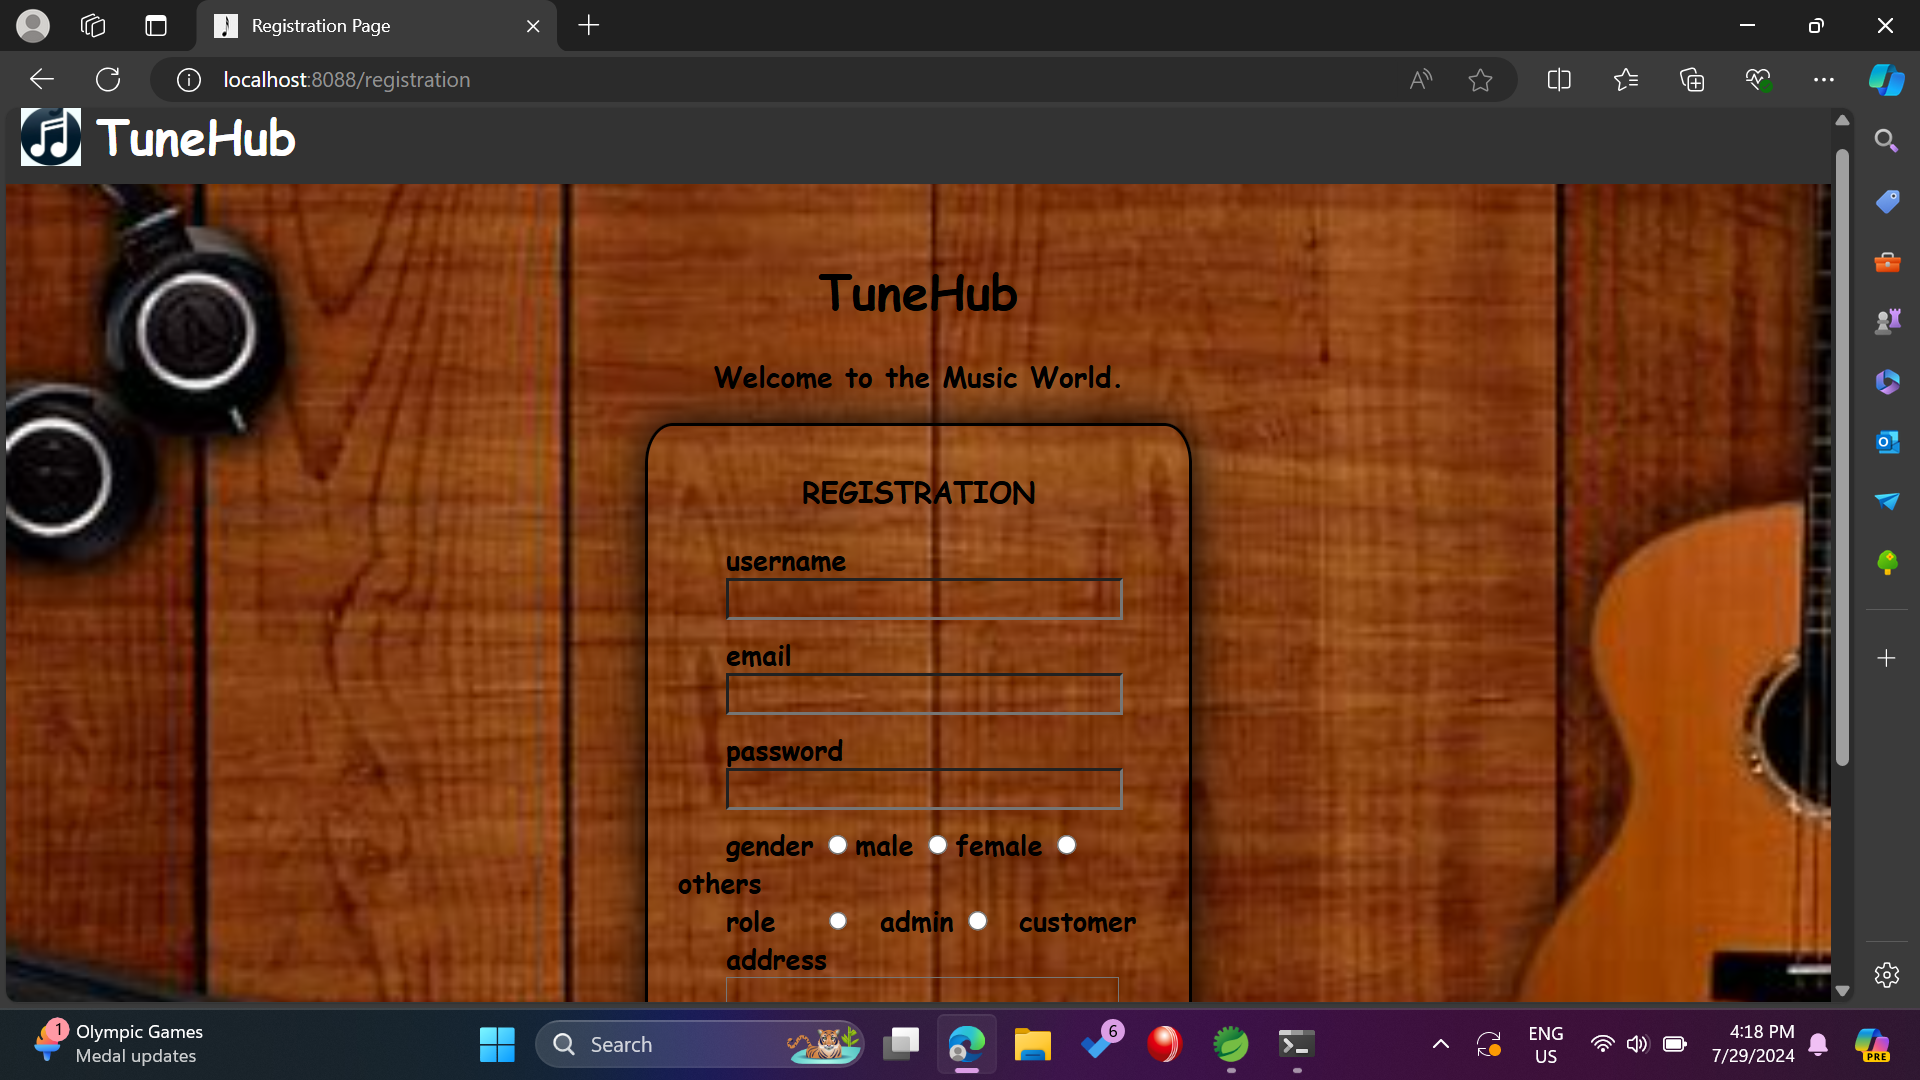 Registration Page
localhost:8088/registration
TuneHub
TuneHub
Welcome to the Music World.
REGISTRATION
username
email
password
gender male female
others
role admin customer
address
1
Olympic Games
Medal updates
Search
6
ENG
US
4:18 PM
7/29/2024
PRE